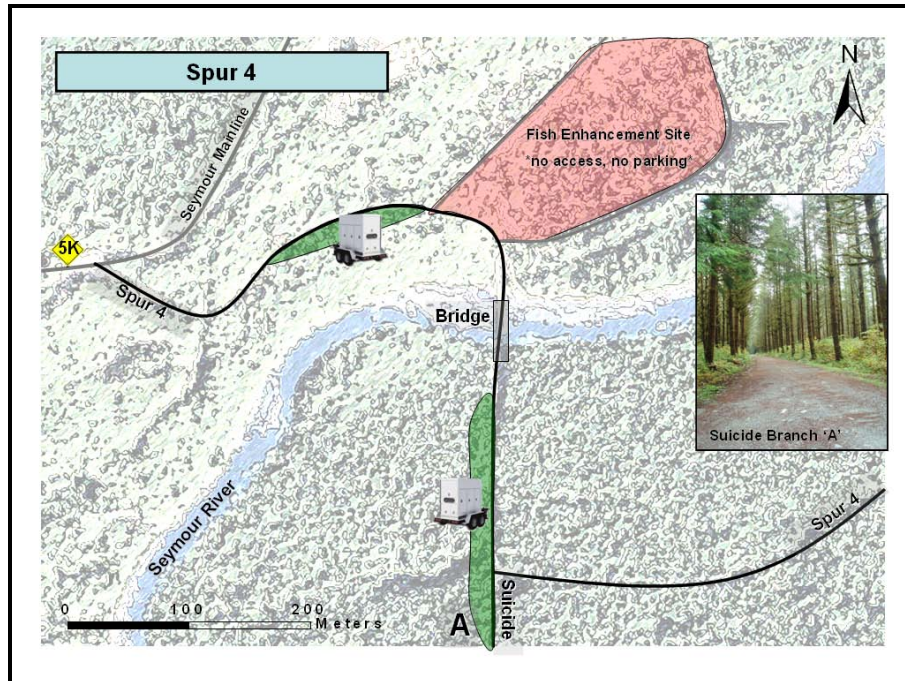 Spur 4
N
Seymour Mainline
Fish Enhancement Site
*no access, no parking*
5K
Spur 4
Bridge
Suicide Branch 'A'
Seymour River
Spur 4
Suicide
A
0 100 200
Meters